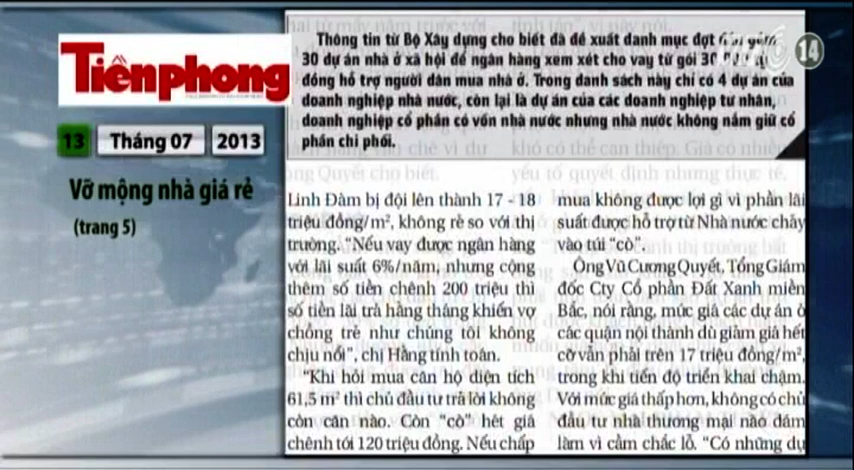 Tiềnphong
13 Tháng 07 2013
Vỡ mộng nhà giá rẻ
(trang 5)
14
Thông tin từ Bộ Xây dựng cho biết đã đề xuất danh mục đợt gồm
30 dự án nhà ở xã hội để ngân hàng xem xét cho vay từ gói
đồng hỗ trợ người dân mua nhà ở. Trong danh sách này chỉ có 4 dự án của
doanh nghiệp nhà nước, còn lại là dự án của các doanh nghiệp tư nhân,
doanh nghiệp cổ phần có vốn nhà nước nhưng nhà nước không nắm giữ cổ
phần chi phối.
Linh Đàm bị đội lên thành 17 - 18
triệu đồng/m², không rẻ so với thị
trường. “Nếu vay được ngân hàng
với lãi suất 6%/năm, nhưng cộng
thêm số tiền chênh 200 triệu thì
số tiền lãi trả hằng tháng khiến vợ
chồng trẻ như chúng tôi không
chịu nổi”, chị Hằng tính toán.
“Khi hỏi mua căn hộ diện tích
61,5 m² thì chủ đầu tư trả lời không
còn căn nào. Còn “cò” hét giá
chênh tới 120 triệu đồng. Nếu chấp
mua không được lợi gì vì phần lãi
suất được hỗ trợ từ Nhà nước chảy
vào túi “cò”.
Ông Vũ Cương Quyết, Tổng Giám
đốc Cty Cổ phần Đất Xanh miền
Bắc, nói rằng, mức giá các dự án ở
các quận nội thành dù giảm giá hết
cỡ vẫn phải trên 17 triệu đồng/m²,
trong khi tiến độ triển khai chậm.
Với mức giá thấp hơn, không có chủ
đầu tư nhà thương mại nào dám
làm vì cầm chắc lỗ. “Có những dự